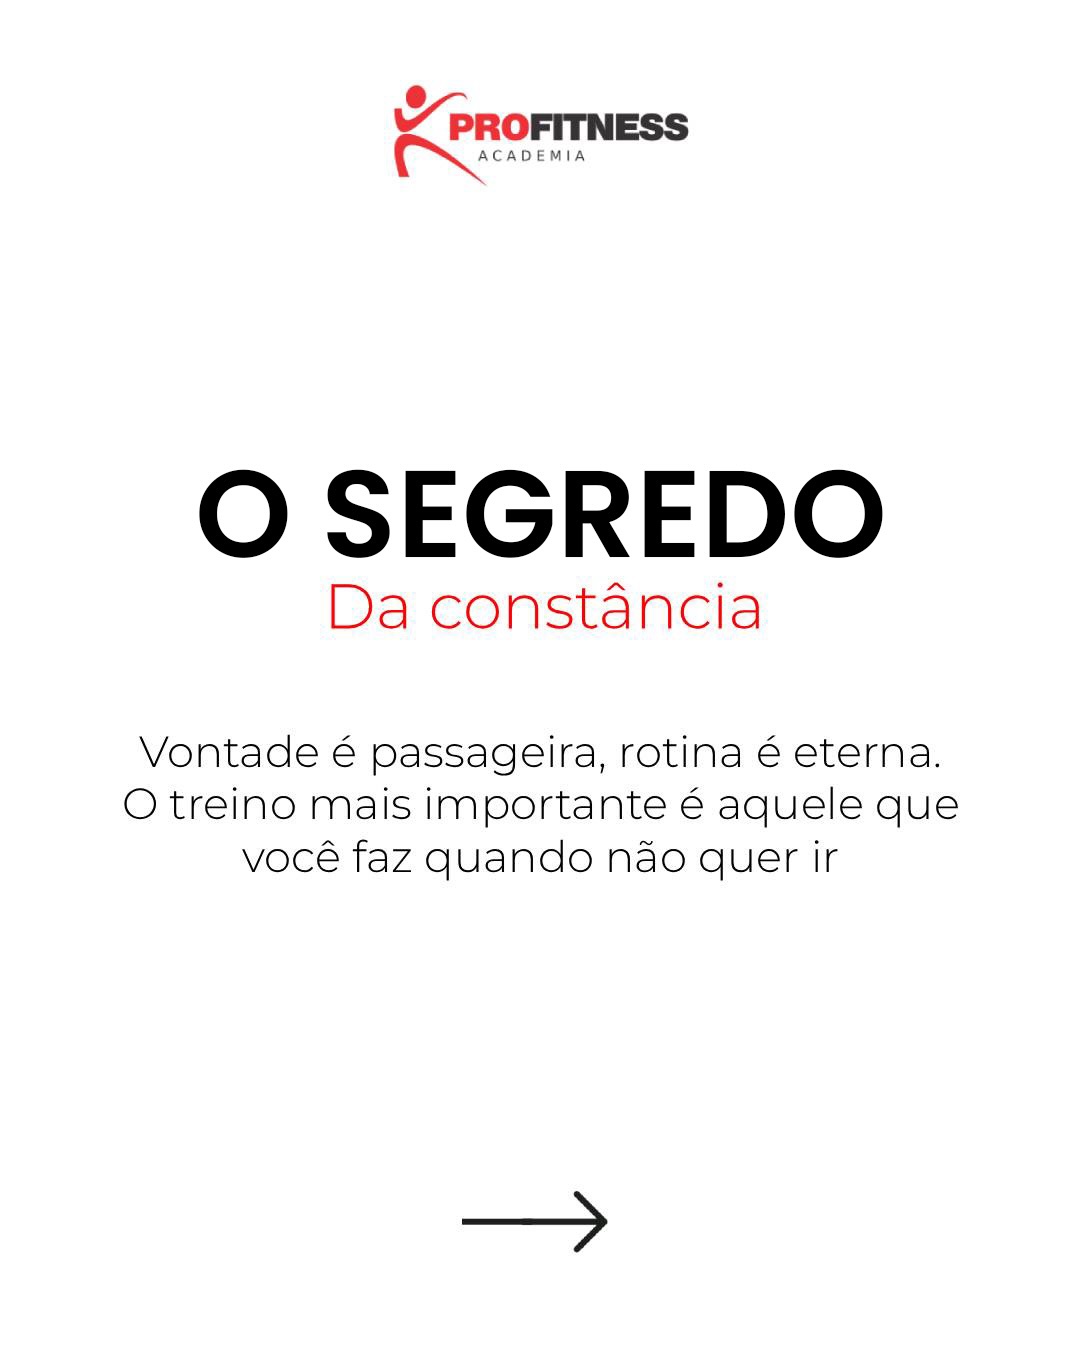 PROFITNESS
ACADEMIA
O SEGREDO
Da constância
Vontade é passageira, rotina é eterna.
O treino mais importante é aquele que
você faz quando não quer ir